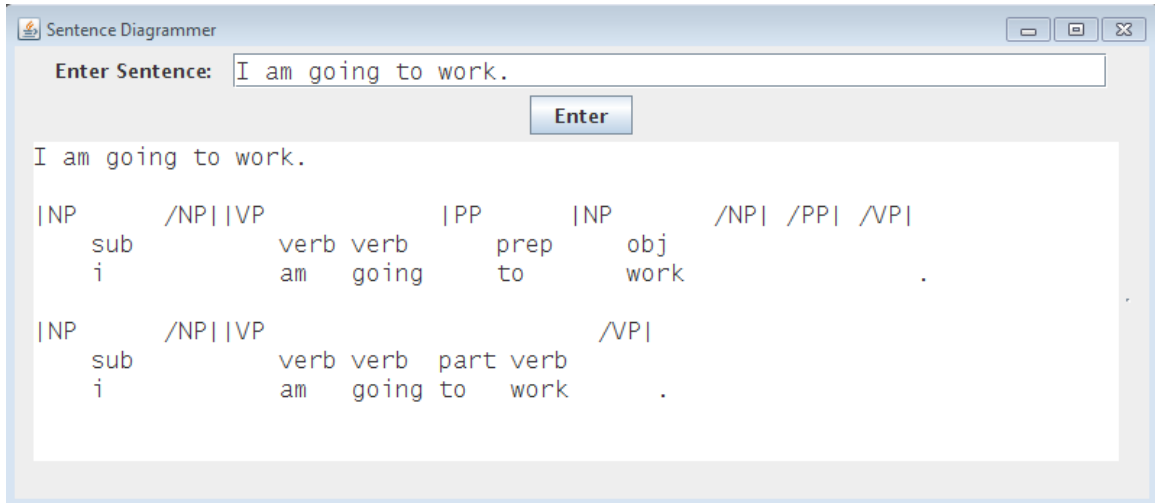 Sentence Diagrammer
Enter Sentence: I am going to work.
Enter
I am going to work.
|NP /NP||VP |PP |NP /NP| /PP| /VP|
sub verb verb prep obj
i am going to work .
|NP /NP||VP /VP|
sub verb verb part verb
i am going to work .